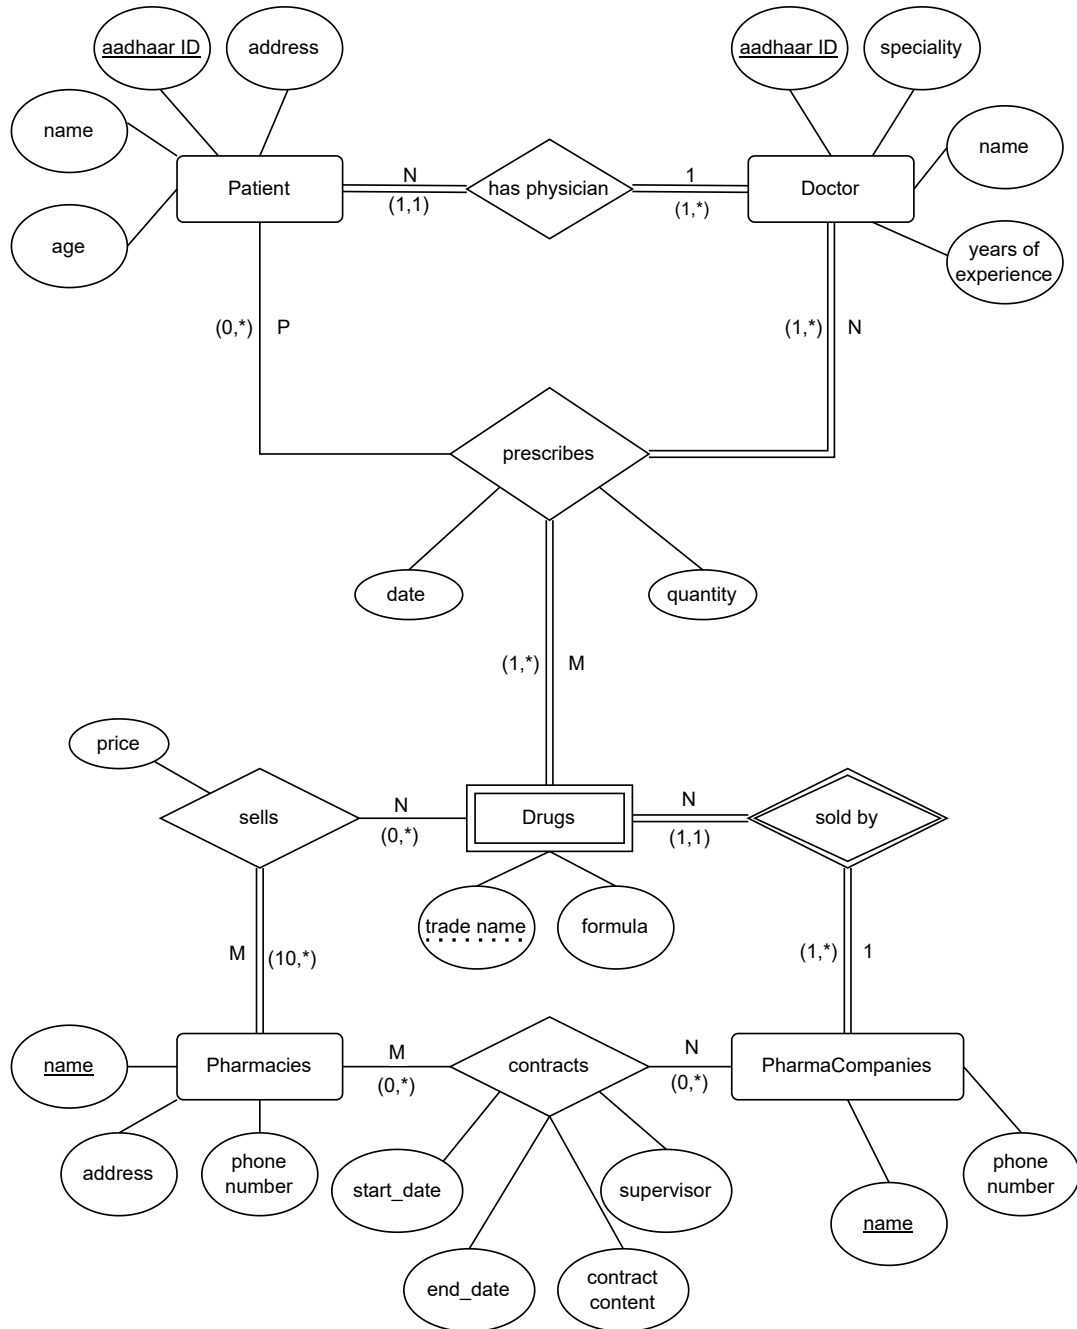 aadhaar ID
address
aadhaar ID
speciality
name
name
Patient
N
(1,1)
has physician
1
(1,*)
Doctor
age
years of
experience
(0,*)
P
(1,*)
N
prescribes
date
quantity
(1,*)
M
price
sells
N
(0,*)
Drugs
N
(1,1)
sold by
trade name
formula
M
(10,*)
(1,*)
1
name
Pharmacies
M
(0,*)
contracts
N
(0,*)
PharmaCompanies
address
phone
number
start_date
supervisor
phone
number
name
end_date
contract
content